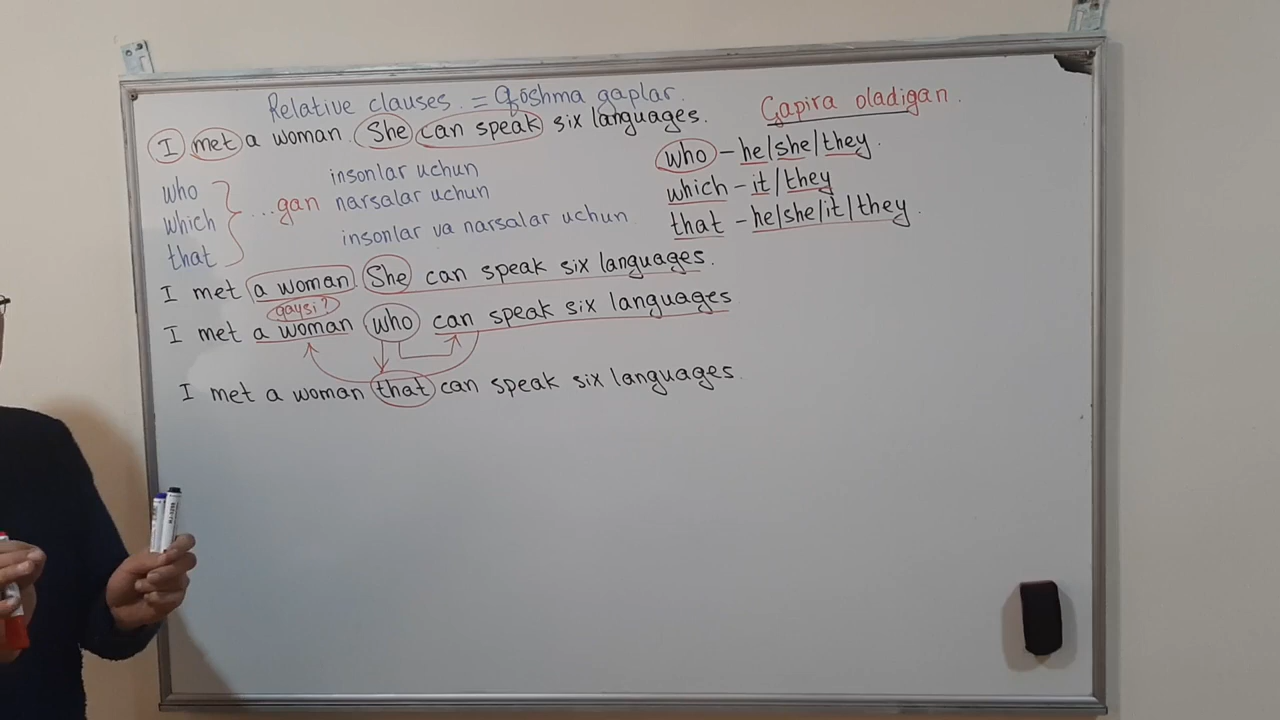 Relative clauses. = Qōshma gaplar.
I met a woman. She can speak six languages.
who
which
that
...gan
insonlar uchun
narsalar uchun
insonlar va narsalar uchun
Gapira oladigan.
who - he/she/they.
which - it/they
that - he/she/it/they.
I met a woman. She can speak six languages.
qaysi?
I met a woman who can speak six languages
I met a woman that can speak six languages.